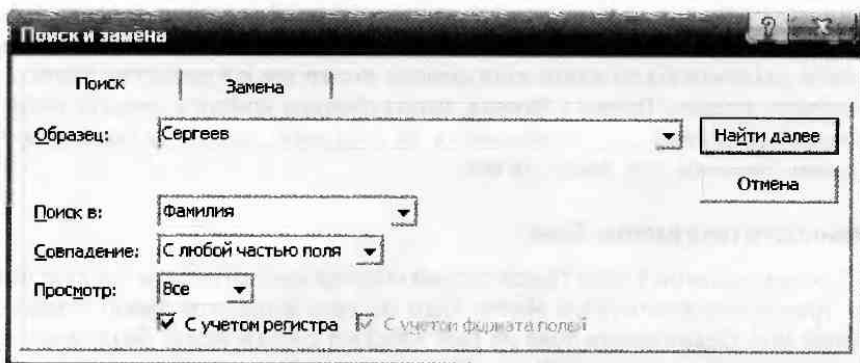 Поиск и замена
Поиск
Замена
Образец: Сергеев
Найти далее
Отмена
Поиск в: Фамилия
Совпадение: С любой частью поля
Просмотр: Все
С учетом регистра С учетом формата полей